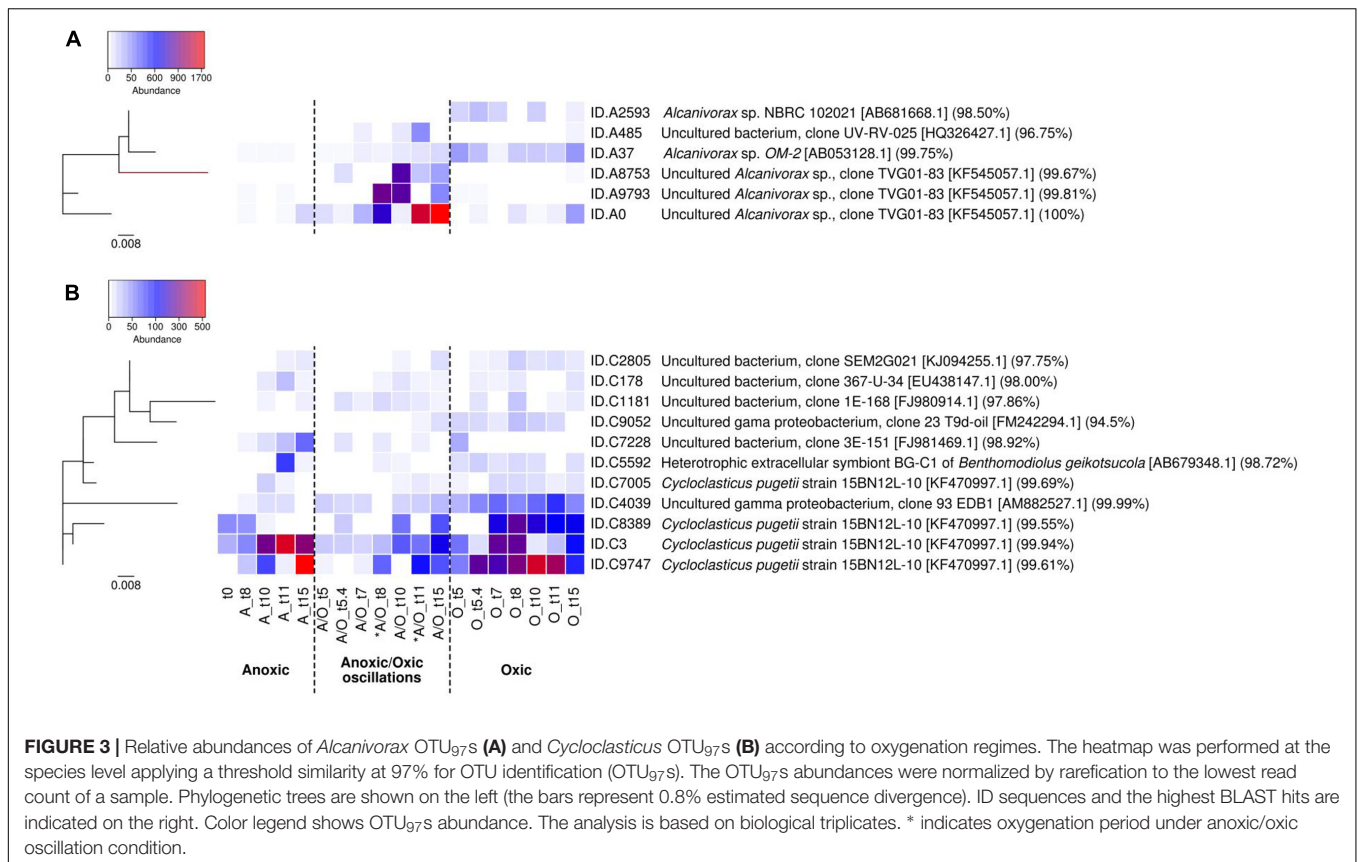 A
0 50 600 900 1700
Abundance
ID.A2593 Alcanivorax sp. NBRC 102021 [AB681668.1] (98.50%)
ID.A485 Uncultured bacterium, clone UV-RV-025 [HQ326427.1] (96.75%)
ID.A37 Alcanivorax sp. OM-2 [AB053128.1] (99.75%)
ID.A8753 Uncultured Alcanivorax sp., clone TVG01-83 [KF545057.1] (99.67%)
ID.A9793 Uncultured Alcanivorax sp., clone TVG01-83 [KF545057.1] (99.81%)
ID.A0 Uncultured Alcanivorax sp., clone TVG01-83 [KF545057.1] (100%)
0.008
B
0 50 100 300 500
Abundance
ID.C2805 Uncultured bacterium, clone SEM2G021 [KJ094255.1] (97.75%)
ID.C178 Uncultured bacterium, clone 367-U-34 [EU438147.1] (98.00%)
ID.C1181 Uncultured bacterium, clone 1E-168 [FJ980914.1] (97.86%)
ID.C9052 Uncultured gama proteobacterium, clone 23 T9d-oil [FM242294.1] (94.5%)
ID.C7228 Uncultured bacterium, clone 3E-151 [FJ981469.1] (98.92%)
ID.C5592 Heterotrophic extracellular symbiont BG-C1 of Benthomodiolus geikotsucola [AB679348.1] (98.72%)
ID.C7005 Cycloclasticus pugetii strain 15BN12L-10 [KF470997.1] (99.69%)
ID.C4039 Uncultured gamma proteobacterium, clone 93 EDB1 [AM882527.1] (99.99%)
ID.C8389 Cycloclasticus pugetii strain 15BN12L-10 [KF470997.1] (99.55%)
ID.C3 Cycloclasticus pugetii strain 15BN12L-10 [KF470997.1] (99.94%)
ID.C9747 Cycloclasticus pugetii strain 15BN12L-10 [KF470997.1] (99.61%)
0.008
t0 A_t8 A_t10 A_t11 A_t15 A/O_t5 A/O_t5.4 A/O_t7 *A/O_t8 A/O_t10 *A/O_t11 A/O_t15 O_t5 O_t5.4 O_t7 O_t8 O_t10 O_t11 O_t15
Anoxic
Anoxic/Oxic
oscillations
Oxic
FIGURE 3 | Relative abundances of Alcanivorax OTU97s (A) and Cycloclasticus OTU97s (B) according to oxygenation regimes. The heatmap was performed at the
species level applying a threshold similarity at 97% for OTU identification (OTU97s). The OTU97s abundances were normalized by rarefication to the lowest read
count of a sample. Phylogenetic trees are shown on the left (the bars represent 0.8% estimated sequence divergence). ID sequences and the highest BLAST hits are
indicated on the right. Color legend shows OTU97s abundance. The analysis is based on biological triplicates. * indicates oxygenation period under anoxic/oxic
oscillation condition.